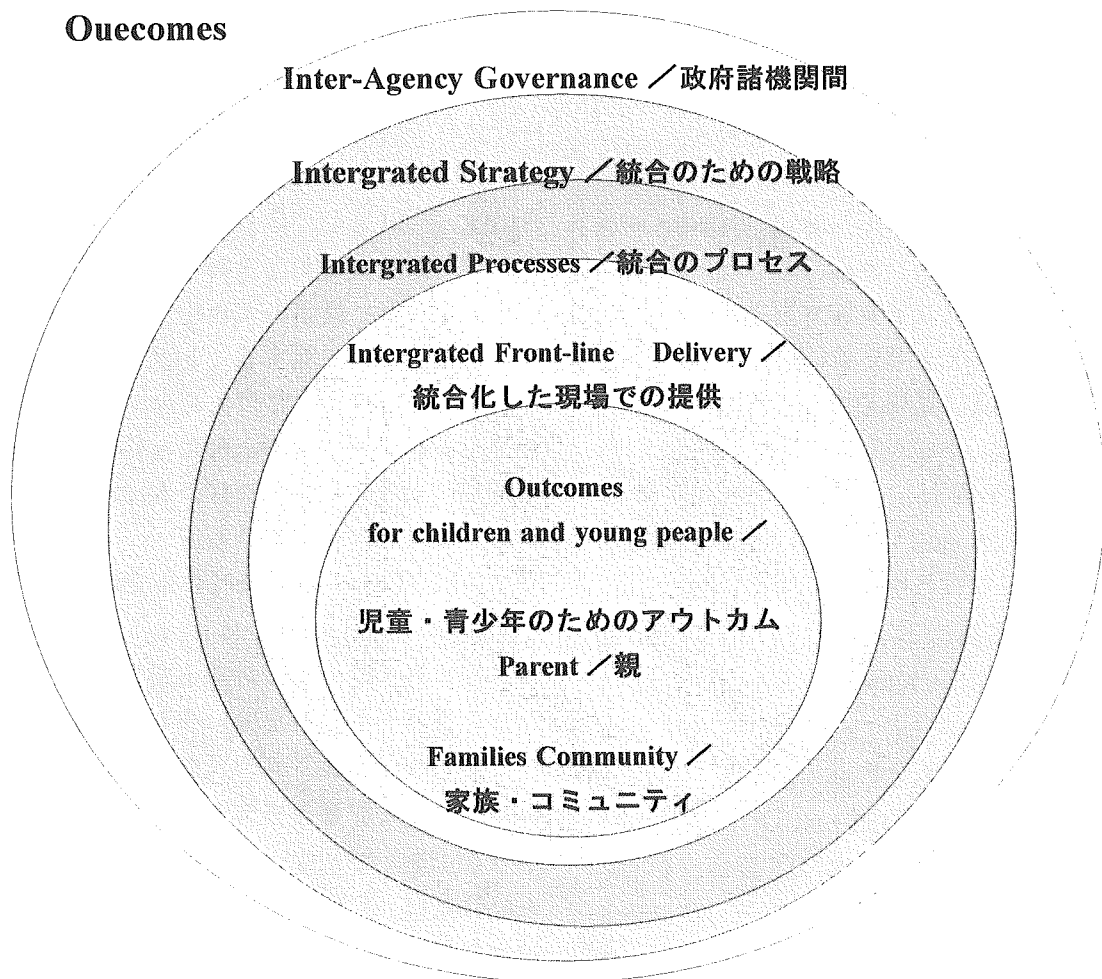 Ouecomes
Inter-Agency Governance ／政府諸機関間
Intergrated Strategy ／統合のための戦略
Intergrated Processes ／統合のプロセス
Intergrated Front-line Delivery ／
統合化した現場での提供
Outcomes
for children and young peaple ／
児童・青少年のためのアウトカム
Parent ／親
Families Community ／
家族・コミュニティ